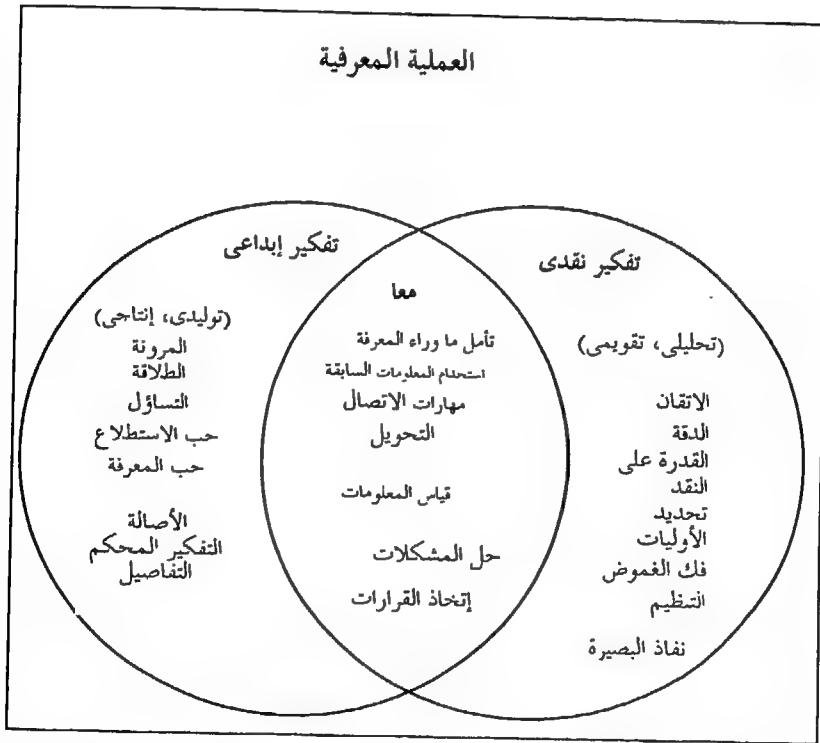 العملية المعرفية
تفكير نقدى
(تحليلى، تقويمى)
الاتقان
الدقة
القدرة على
النقد
تحديد
الأوليات
فك الغموض
التنظيم
نفاذ البصيرة
معا
تأمل ما وراء المعرفة
استخدام المعلومات السابقة
مهارات الاتصال
التحويل
قياس المعلومات
حل المشكلات
إتخاذ القرارات
تفكير إبداعى
(توليدى، إنتاجى)
المرونة
الطلاقة
التساؤل
حب الاستطلاع
حب المعرفة
الأصالة
التفكير المحكم
التفاصيل